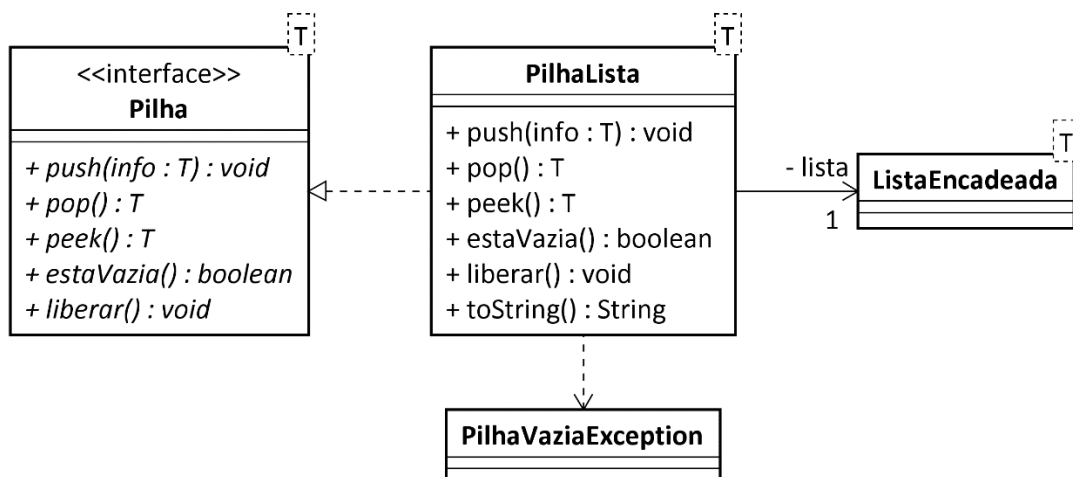 T
<<interface>>
Pilha
+ push(info : T) : void
+ pop() : T
+ peek() : T
+ estaVazia() : boolean
+ liberar() : void
T
PilhaLista
+ push(info : T) : void
+ pop() : T
+ peek() : T
+ estaVazia() : boolean
+ liberar() : void
+ toString() : String
- lista
1
T
ListaEncadeada
PilhaVaziaException